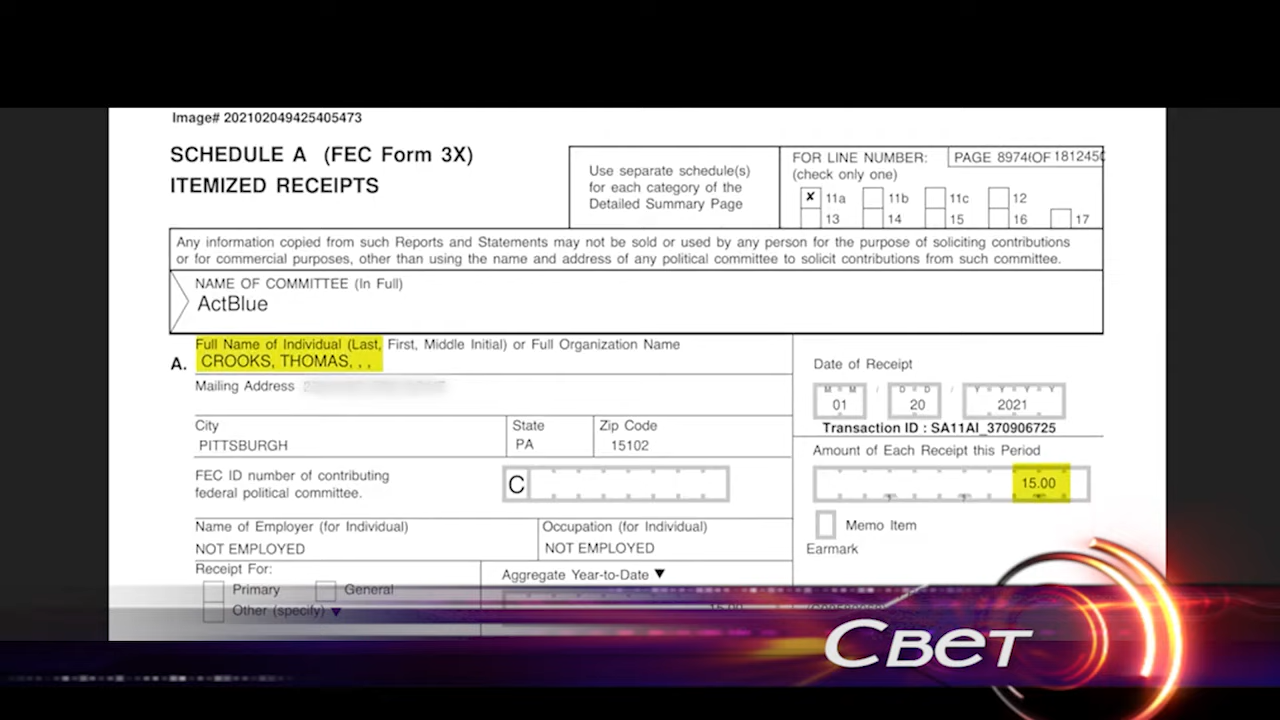 Image# 202102049425405473
SCHEDULE A (FEC Form 3X)
ITEMIZED RECEIPTS
Use separate schedule(s)
for each category of the
Detailed Summary Page
FOR LINE NUMBER:
(check only one)
PAGE 8974 OF 181245
11a 11b 11c 12
13 14 15 16 17
Any information copied from such Reports and Statements may not be sold or used by any person for the purpose of soliciting contributions
or for commercial purposes, other than using the name and address of any political committee to solicit contributions from such committee.
NAME OF COMMITTEE (In Full)
ActBlue
Full Name of Individual (Last, First, Middle Initial) or Full Organization Name
A. CROOKS, THOMAS, , ,
Mailing Address
City
PITTSBURGH
State
PA
Zip Code
15102
FEC ID number of contributing
federal political committee.
C
Name of Employer (for Individual)
NOT EMPLOYED
Occupation (for Individual)
NOT EMPLOYED
Receipt For:
Primary General
Other (specify) ▼
Aggregate Year-to-Date ▼
15.00
Date of Receipt
M M / D D / Y Y Y Y
01 20 2021
Transaction ID : SA11AI_370906725
Amount of Each Receipt this Period
15.00
Memo Item
Earmark
Свет